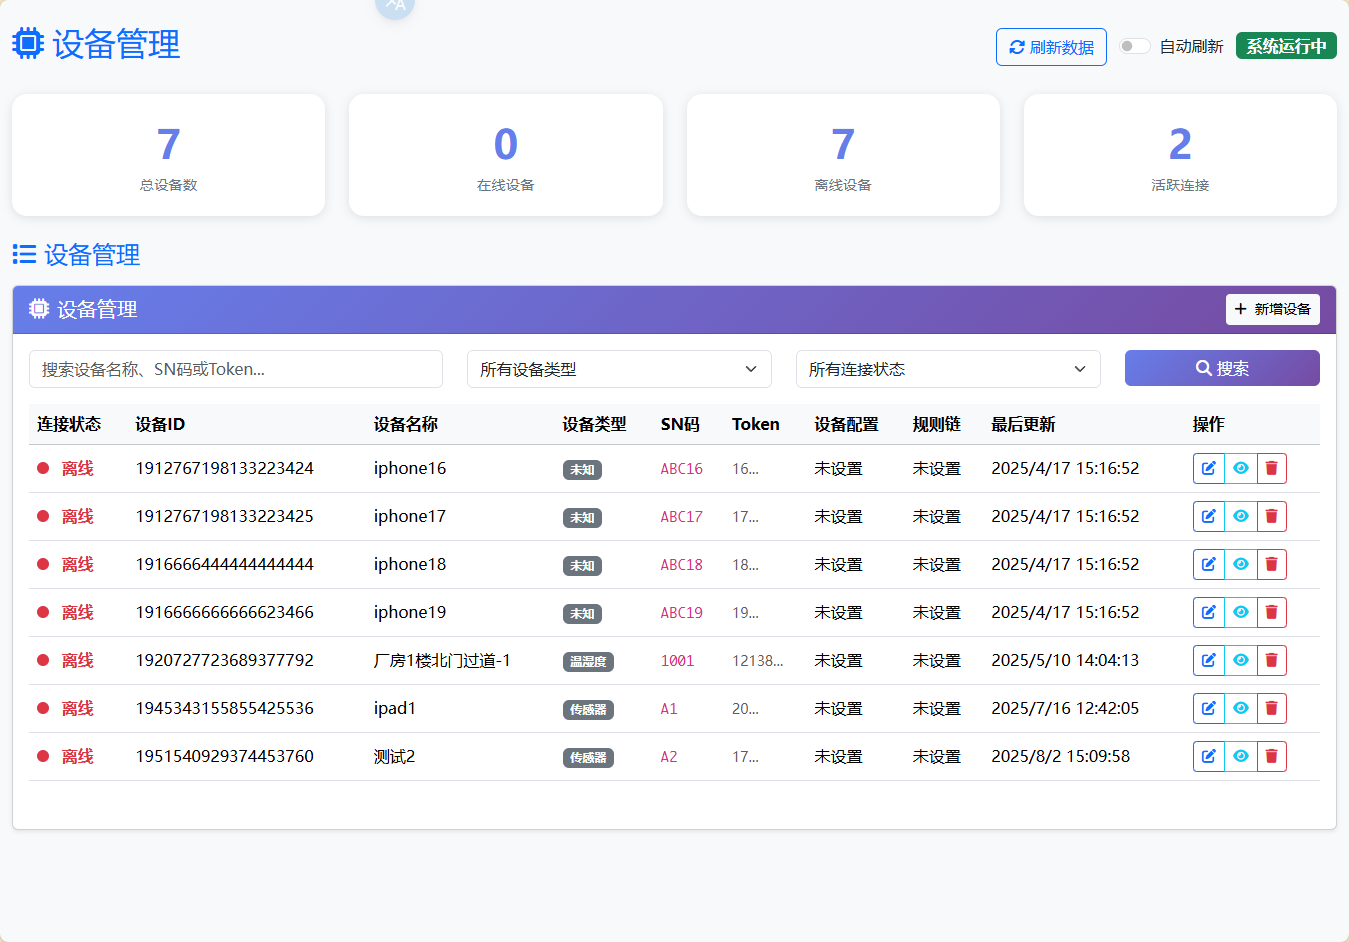 设备管理
刷新数据 自动刷新 系统运行中
7 0 7 2
总设备数 在线设备 离线设备 活跃连接
设备管理
设备管理 + 新增设备
搜索设备名称、SN码或Token... 所有设备类型 所有连接状态 搜索
连接状态 设备ID 设备名称 设备类型 SN码 Token 设备配置 规则链 最后更新 操作
离线 1912767198133223424 iphone16 未知 ABC16 16... 未设置 未设置 2025/4/17 15:16:52
离线 1912767198133223425 iphone17 未知 ABC17 17... 未设置 未设置 2025/4/17 15:16:52
离线 1916666444444444444 iphone18 未知 ABC18 18... 未设置 未设置 2025/4/17 15:16:52
离线 1916666666666623466 iphone19 未知 ABC19 19... 未设置 未设置 2025/4/17 15:16:52
离线 1920727723689377792 厂房1楼北门过道-1 温湿度 1001 12138... 未设置 未设置 2025/5/10 14:04:13
离线 1945343155855425536 ipad1 传感器 A1 20... 未设置 未设置 2025/7/16 12:42:05
离线 1951540929374453760 测试2 传感器 A2 17... 未设置 未设置 2025/8/2 15:09:58